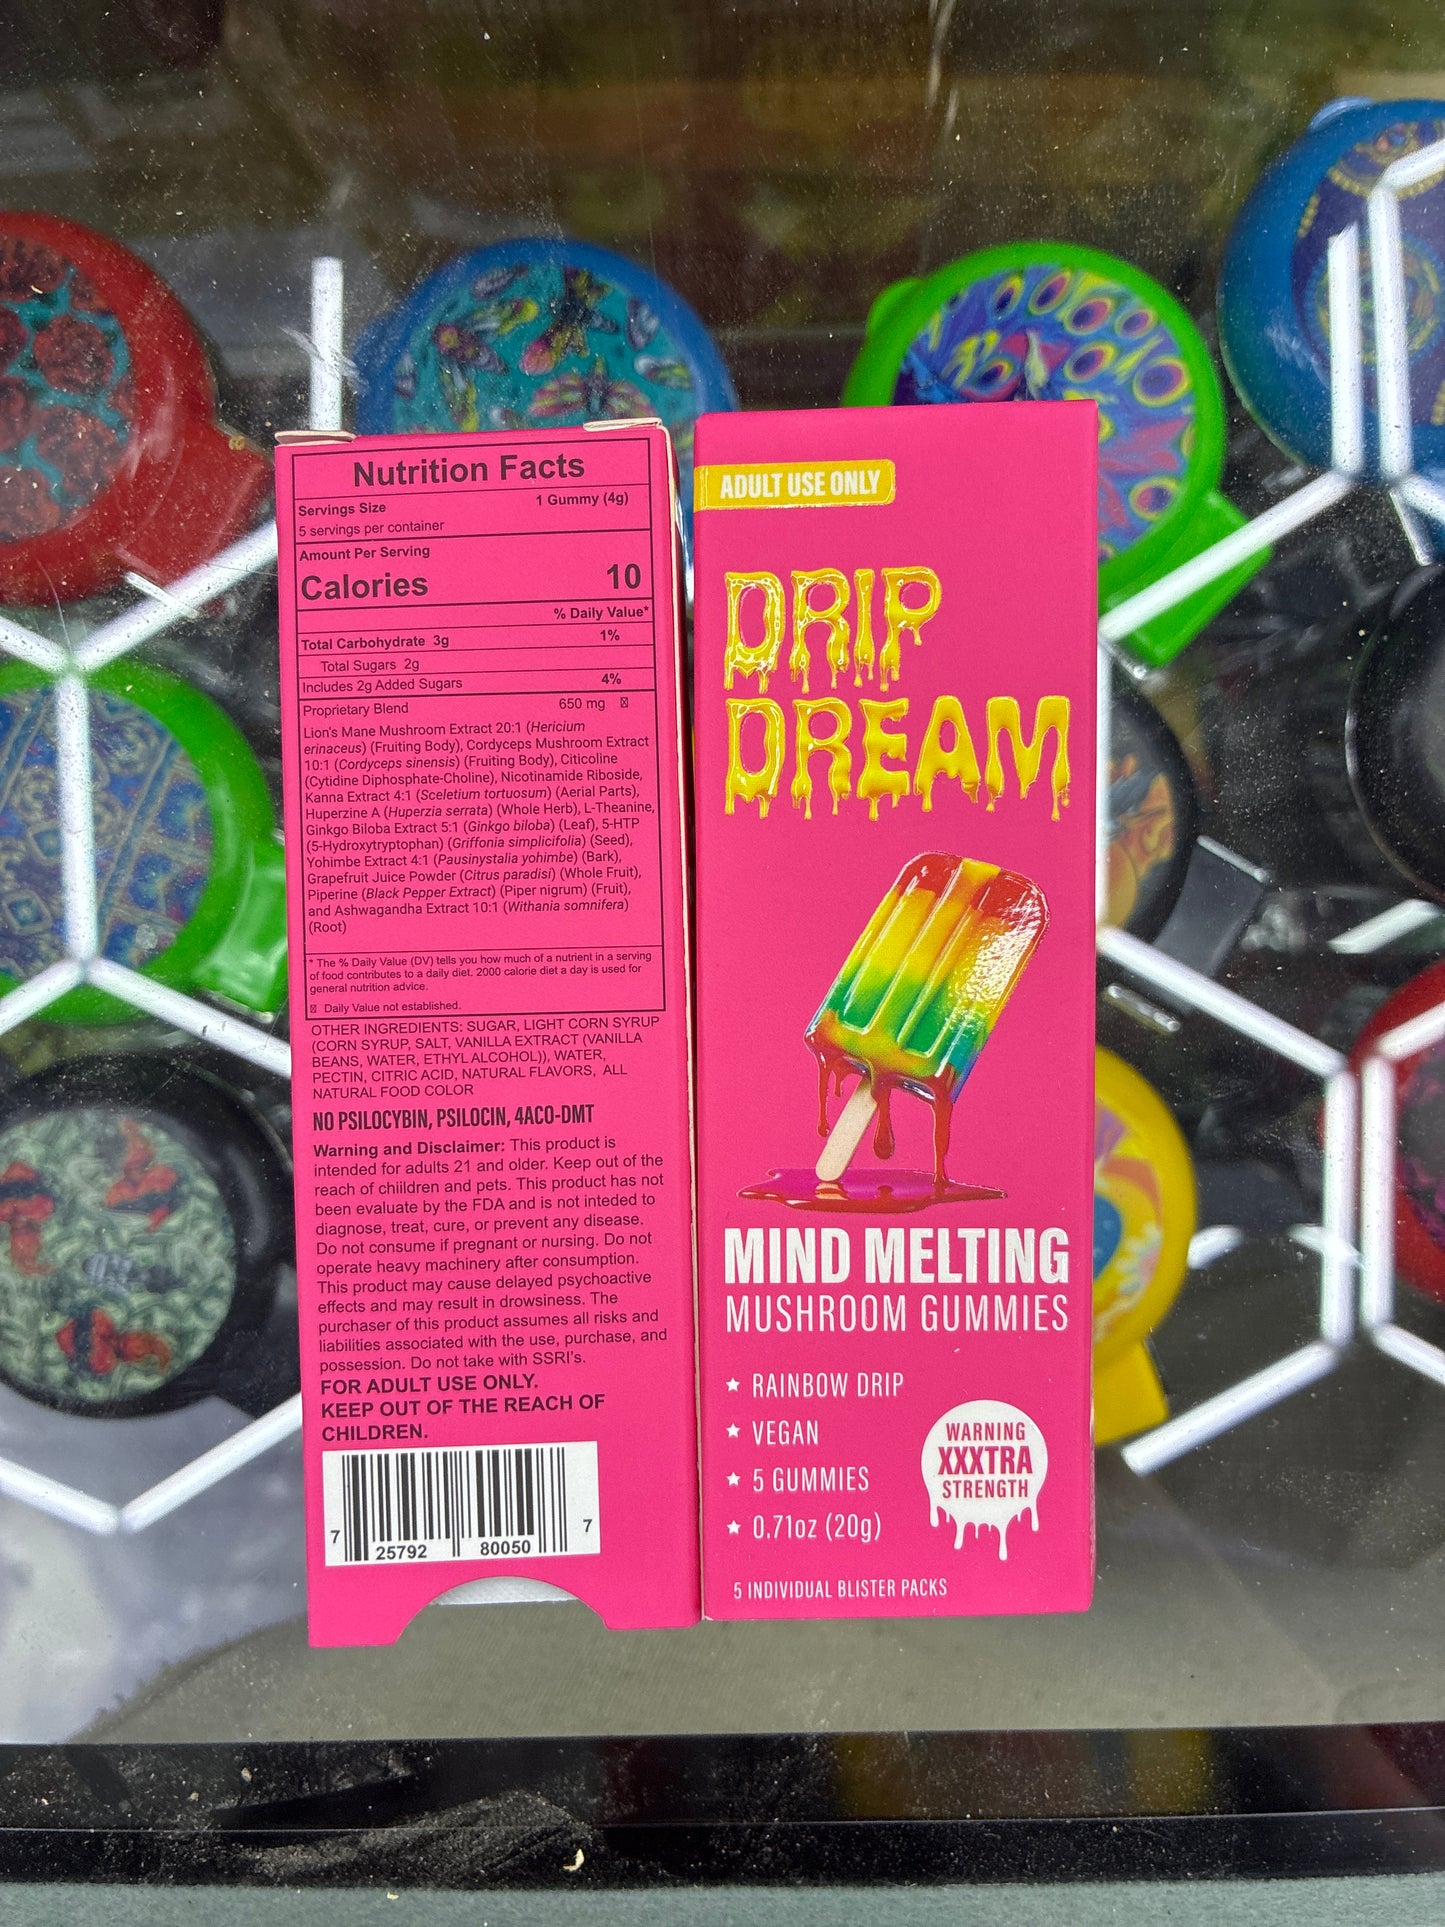 Nutrition Facts
Servings Size 1 Gummy (4g)
5 servings per container
Amount Per Serving
Calories 10
% Daily Value*
Total Carbohydrate 3g 1%
Total Sugars 2g
Includes 2g Added Sugars 4%
Proprietary Blend 650 mg
Lion's Mane Mushroom Extract 20:1 (Hericium
erinaceus) (Fruiting Body), Cordyceps Mushroom Extract
10:1 (Cordyceps sinensis) (Fruiting Body), Citicoline
(Cytidine Diphosphate-Choline), Nicotinamide Riboside,
Kanna Extract 4:1 (Sceletium tortuosum) (Aerial Parts),
Huperzine A (Huperzia serrata) (Whole Herb), L-Theanine,
Ginkgo Biloba Extract 5:1 (Ginkgo biloba) (Leaf), 5-HTP
(5-Hydroxytryptophan) (Griffonia simplicifolia) (Seed),
Yohimbe Extract 4:1 (Pausinystalia yohimbe) (Bark),
Grapefruit Juice Powder (Citrus paradisi) (Whole Fruit),
Piperine (Black Pepper Extract) (Piper nigrum) (Fruit),
and Ashwagandha Extract 10:1 (Withania somnifera)
(Root)
* The % Daily Value (DV) tells you how much of a nutrient in a serving
of food contributes to a daily diet. 2000 calorie diet a day is used for
general nutrition advice.
Daily Value not established.
OTHER INGREDIENTS: SUGAR, LIGHT CORN SYRUP
(CORN SYRUP, SALT, VANILLA EXTRACT (VANILLA
BEANS, WATER, ETHYL ALCOHOL)), WATER,
PECTIN, CITRIC ACID, NATURAL FLAVORS, ALL
NATURAL FOOD COLOR
NO PSILOCYBIN, PSILOCIN, 4ACO-DMT
Warning and Disclaimer: This product is
intended for adults 21 and older. Keep out of the
reach of chiildren and pets. This product has not
been evaluate by the FDA and is not inteded to
diagnose, treat, cure, or prevent any disease.
Do not consume if pregnant or nursing. Do not
operate heavy machinery after consumption.
This product may cause delayed psychoactive
effects and may result in drowsiness. The
purchaser of this product assumes all risks and
liabilities associated with the use, purchase, and
possession. Do not take with SSRI's.
FOR ADULT USE ONLY.
KEEP OUT OF THE REACH OF
CHILDREN.
7 25792 80050 7
ADULT USE ONLY
DRIP
DREAM
MIND MELTING
MUSHROOM GUMMIES
★ RAINBOW DRIP
★ VEGAN
★ 5 GUMMIES
★ 0.71oz (20g)
WARNING
XXXTRA
STRENGTH
5 INDIVIDUAL BLISTER PACKS